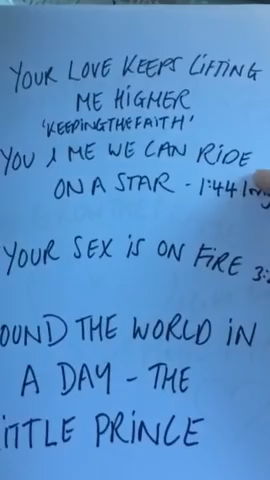 YOUR LOVE KEEPS LIFTING
ME HIGHER
'KEEPINGTHEFAITH'
YOU & ME WE CAN RIDE
ON A STAR - 1:44
YOUR SEX IS ON FIRE 3:
OUND THE WORLD IN
A DAY - THE
ITTLE PRINCE